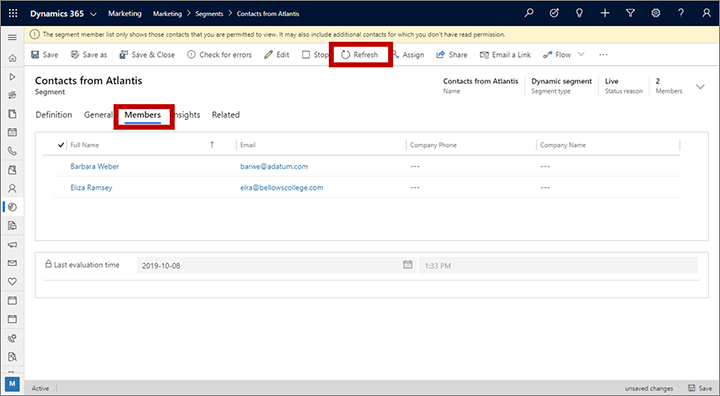 Dynamics 365 Marketing Marketing > Segments > Contacts from Atlantis
The segment member list only shows those contacts that you are permitted to view. It may also include additional contacts for which you don't have read permission.
Save Save as Save & Close Check for errors Edit Stop Refresh Assign Share Email a Link Flow
Contacts from Atlantis
Segment
Contacts from Atlantis Dynamic segment Live 2
Name Segment type Status reason Members
Definition General Members nsights Related
Full Name ↑ Email Company Phone Company Name
Barbara Weber barwe@adatum.com --- ---
Eliza Ramsey elra@bellowscollege.com --- ---
Last evaluation time 2019-10-08 1:33 PM
M Active unsaved changes Save